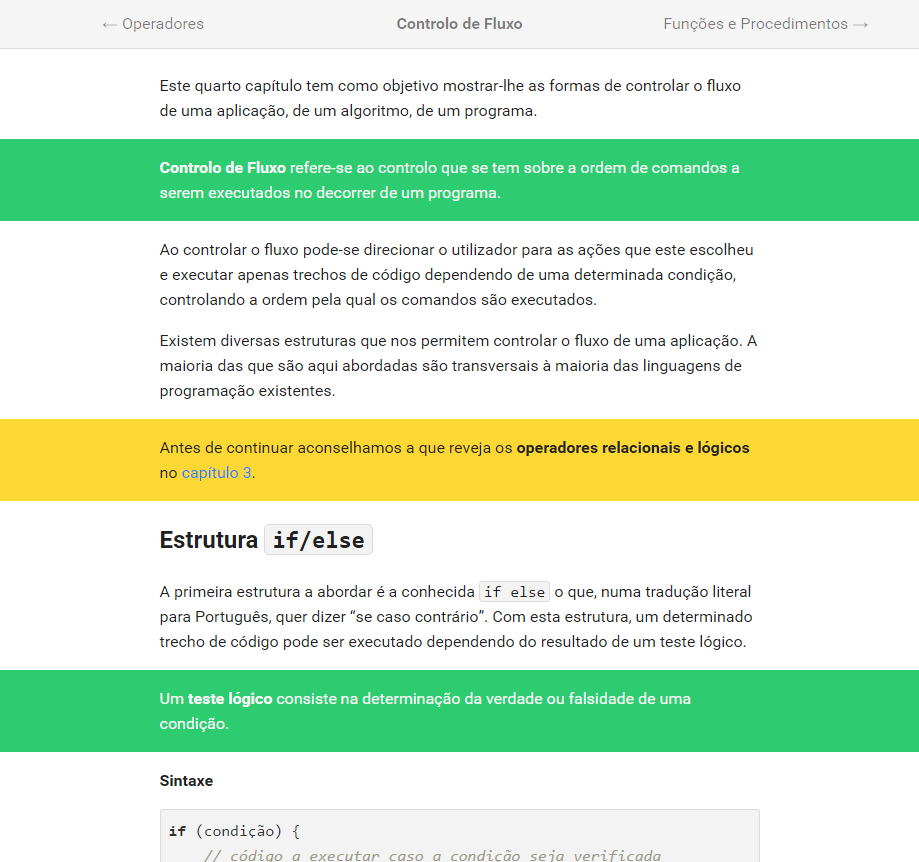 ← Operadores
Controlo de Fluxo
Funções e Procedimentos →
Este quarto capítulo tem como objetivo mostrar-lhe as formas de controlar o fluxo
de uma aplicação, de um algoritmo, de um programa.
Controlo de Fluxo refere-se ao controlo que se tem sobre a ordem de comandos a
serem executados no decorrer de um programa.
Ao controlar o fluxo pode-se direcionar o utilizador para as ações que este escolheu
e executar apenas trechos de código dependendo de uma determinada condição,
controlando a ordem pela qual os comandos são executados.
Existem diversas estruturas que nos permitem controlar o fluxo de uma aplicação. A
maioria das que são aqui abordadas são transversais à maioria das linguagens de
programação existentes.
Antes de continuar aconselhamos a que reveja os operadores relacionais e lógicos
no capítulo 3.
Estrutura if/else
A primeira estrutura a abordar é a conhecida if else o que, numa tradução literal
para Português, quer dizer “se caso contrário”. Com esta estrutura, um determinado
trecho de código pode ser executado dependendo do resultado de um teste lógico.
Um teste lógico consiste na determinação da verdade ou falsidade de uma
condição.
Sintaxe
if (condição) {
// código a executar caso a condição seja verificada